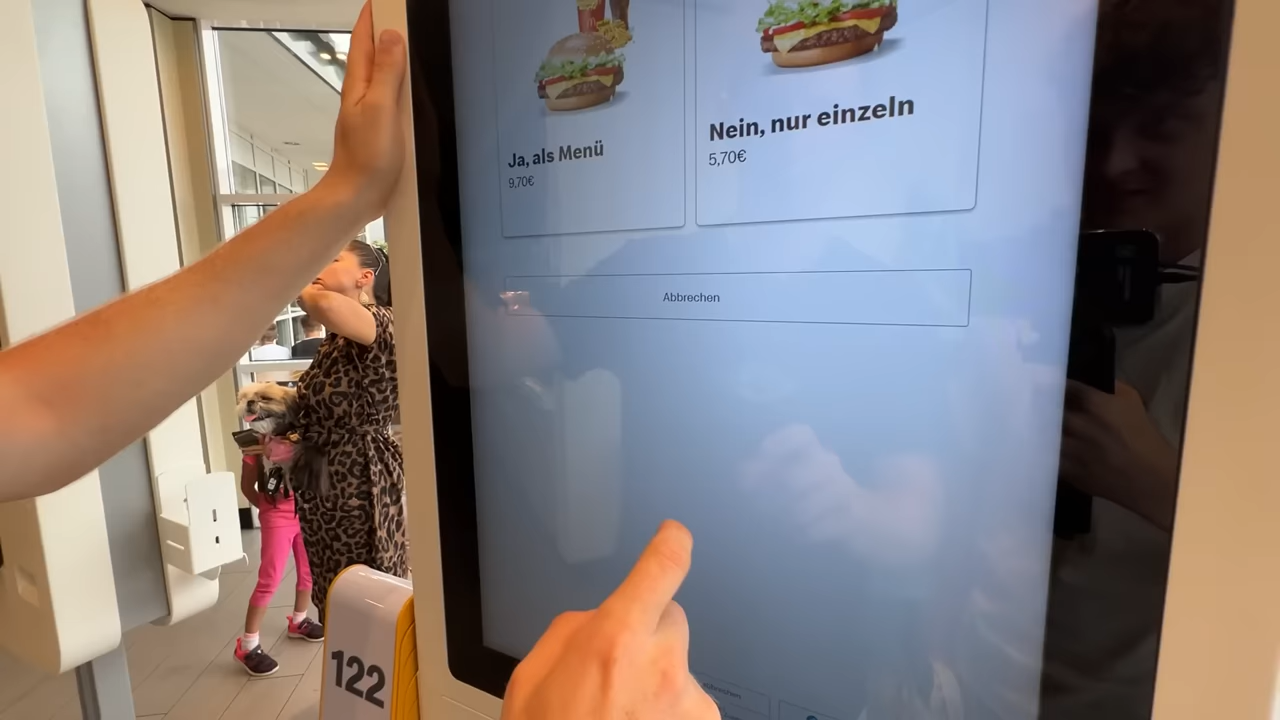 Ja, als Menü
9,70€
Nein, nur einzeln
5,70€
Abbrechen
122